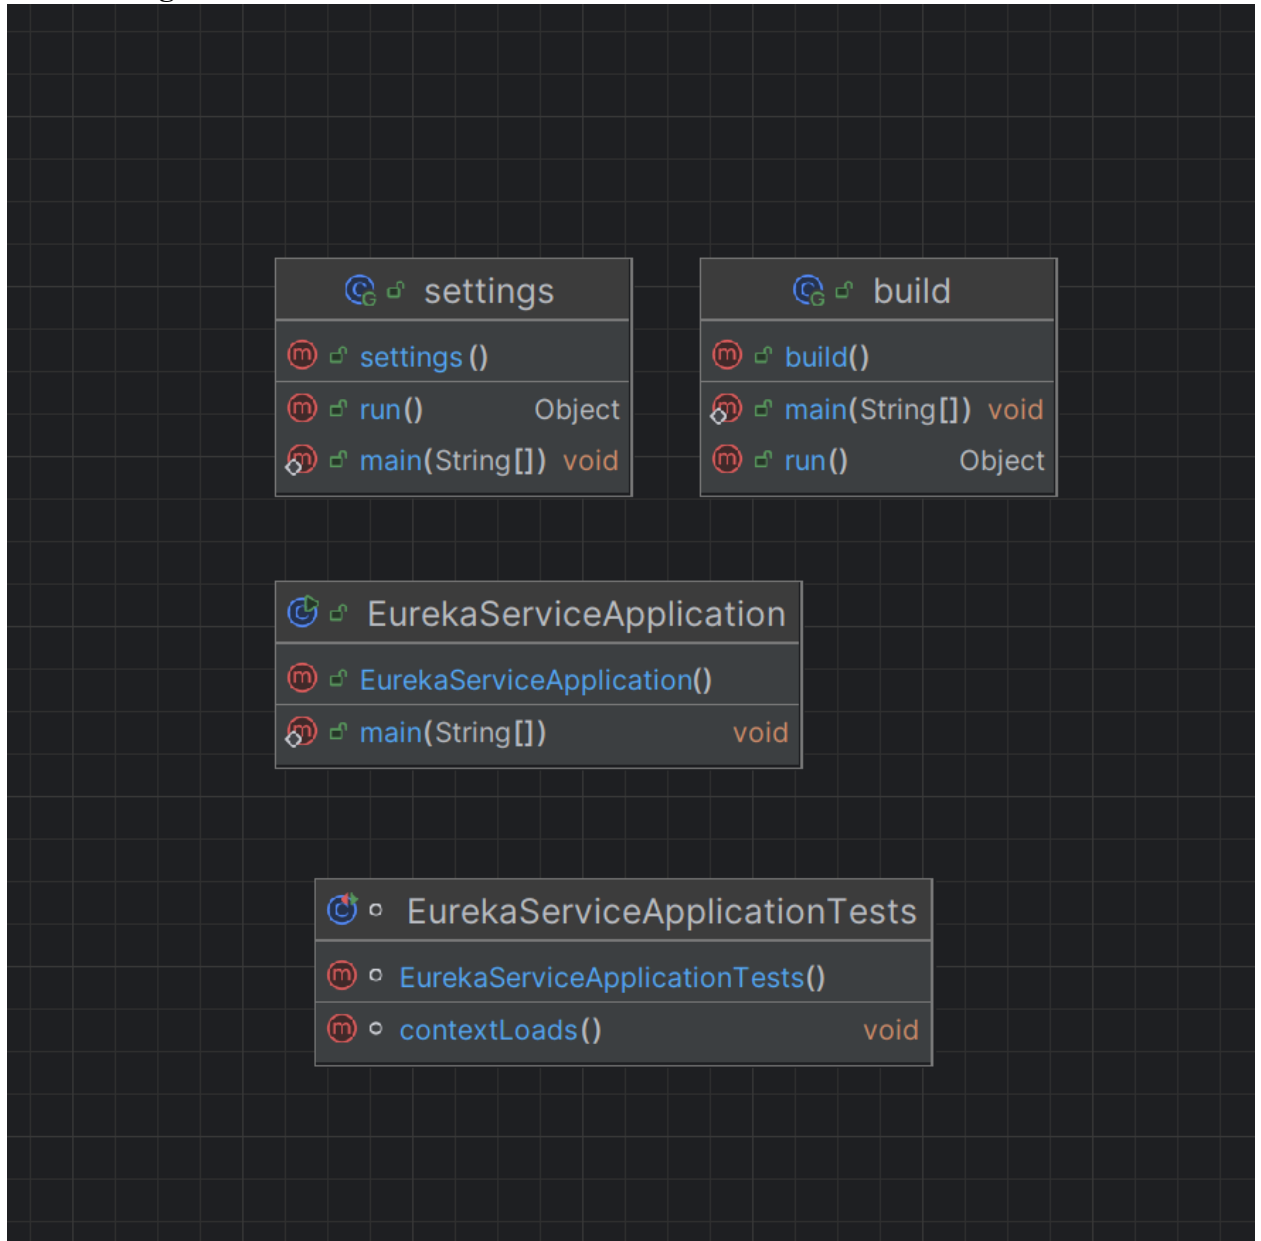 settings
settings()
run() Object
main(String[]) void
build
build()
main(String[]) void
run() Object
EurekaServiceApplication
EurekaServiceApplication()
main(String[]) void
EurekaServiceApplicationTests
EurekaServiceApplicationTests()
contextLoads() void